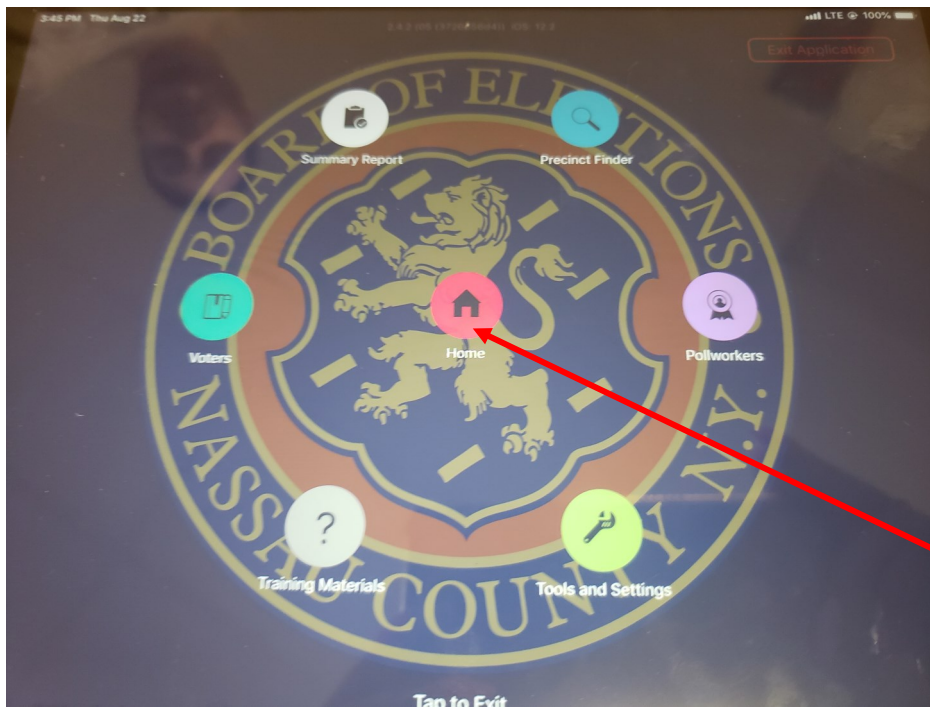 3:45 PM Thu Aug 22
LTE 100%
Exit Application
BOARD OF ELECTIONS
Summary Report
Precinct Finder
Voters
Home
Pollworkers
Training Materials
Tools and Settings
NASSAU COUNTY N.Y.
Tap to Exit